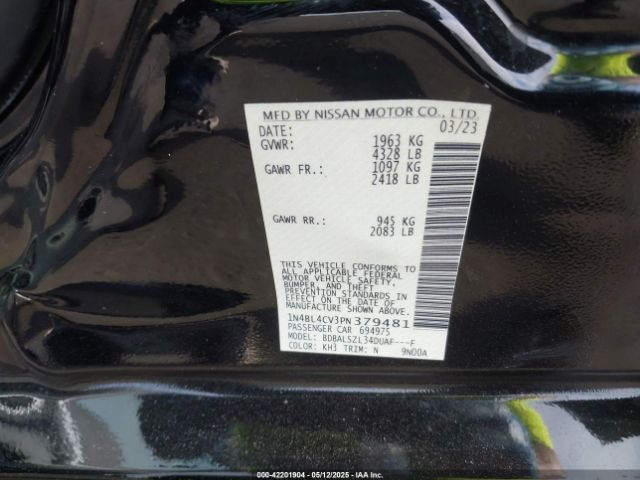 MFD BY NISSAN MOTOR CO., LTD.
DATE: 03/23
GVWR: 1963 KG
4328 LB
GAWR FR.: 1097 KG
2418 LB
GAWR RR.: 945 KG
2083 LB
THIS VEHICLE CONFORMS TO
ALL APPLICABLE FEDERAL
MOTOR VEHICLE SAFETY,
BUMPER, AND THEFT
PREVENTION STANDARDS
IN EFFECT ON THE DATE OF
MANUFACTURE SHOWN ABOVE.
1N4BL4CV3PN379481
PASSENGER CAR 694975
MODEL: BDBALSZL34DUAF---F
COLOR: KH3 TRIM: N 9N00A
000-42201904 - 05/12/2025 - IAA Inc.